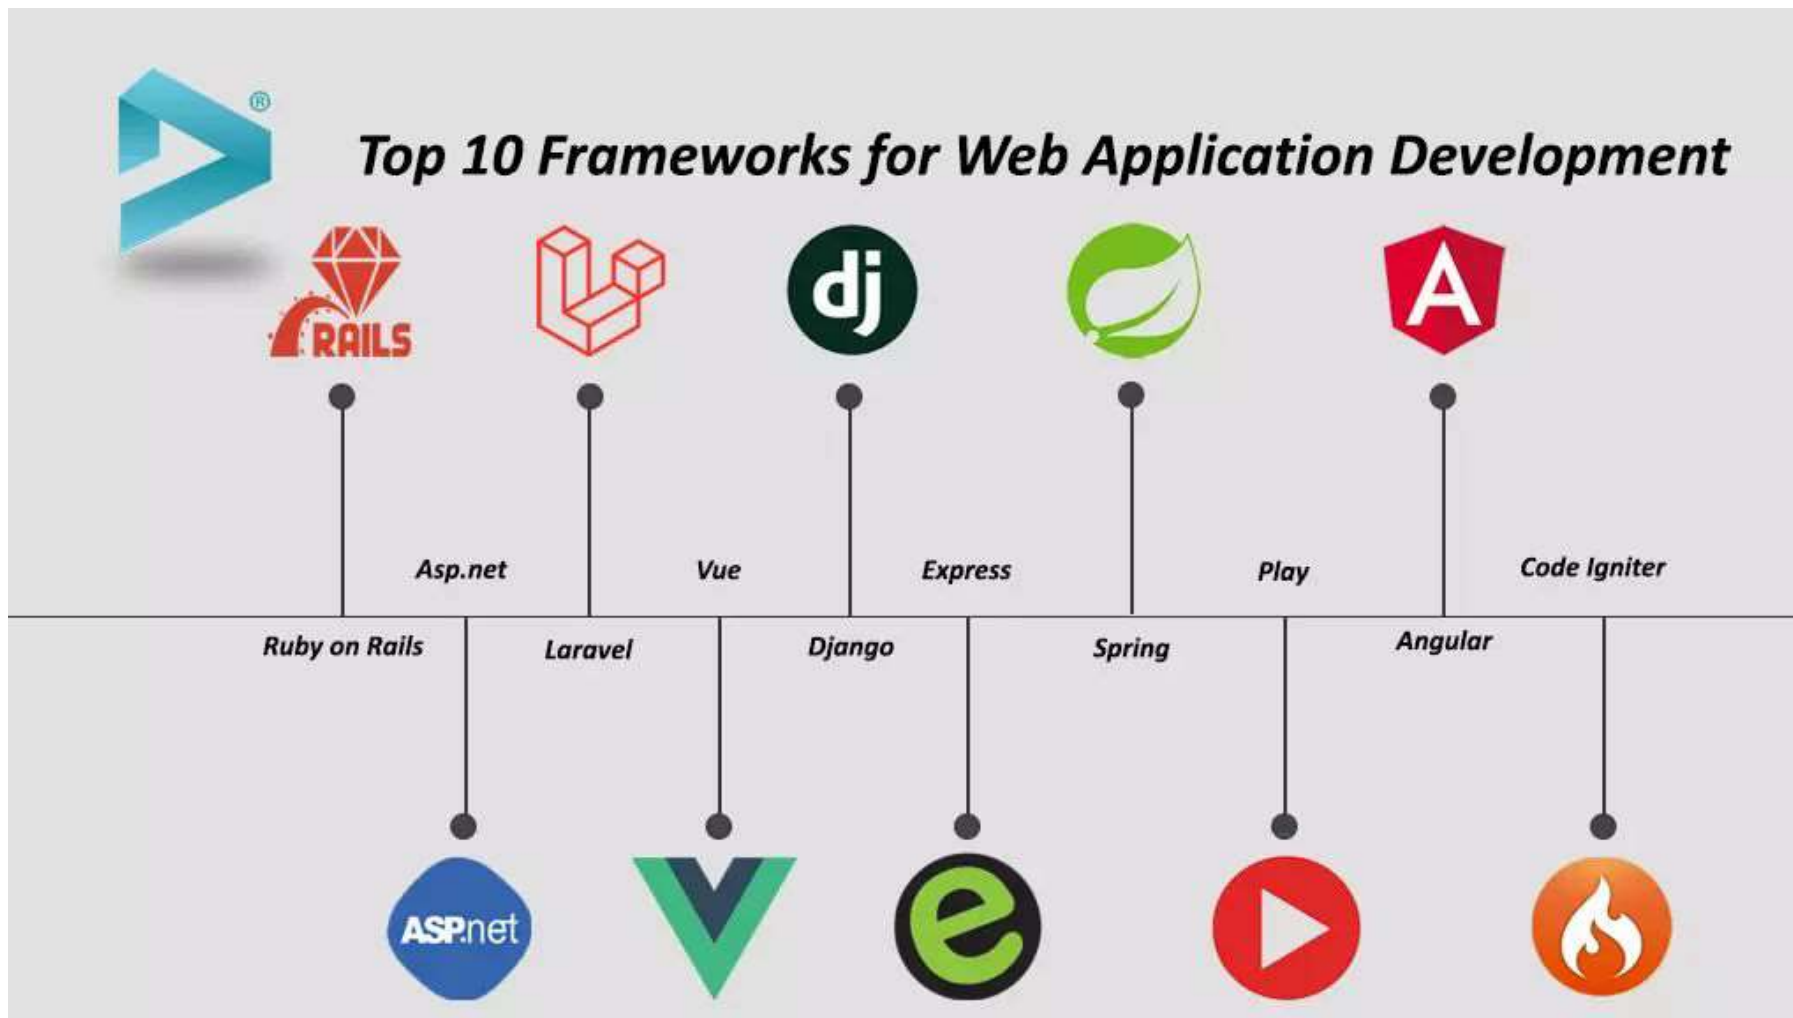 ®
Top 10 Frameworks for Web Application Development
RAILS
dj
A
Asp.net
Vue
Express
Play
Code Igniter
Ruby on Rails
Laravel
Django
Spring
Angular
ASP.net
e